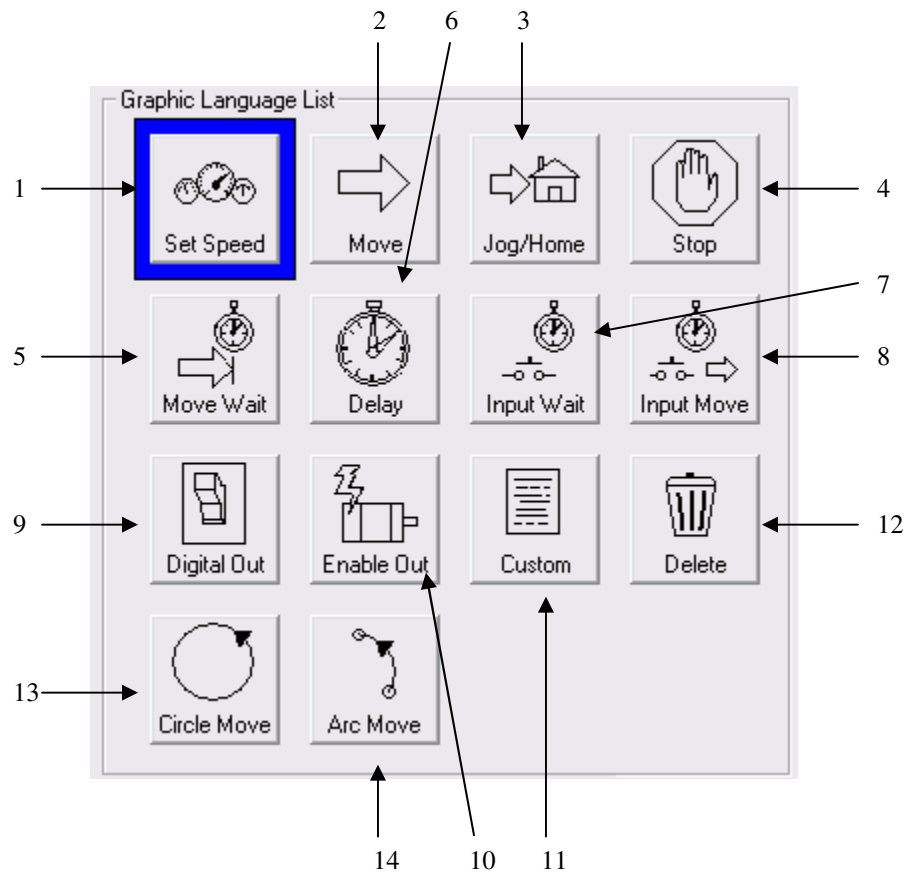 2 6 3
Graphic Language List
1 Set Speed Move Jog/Home Stop 4
7
5 Move Wait Delay Input Wait Input Move 8
9 Digital Out Enable Out Custom Delete 12
13 Circle Move Arc Move
14 10 11